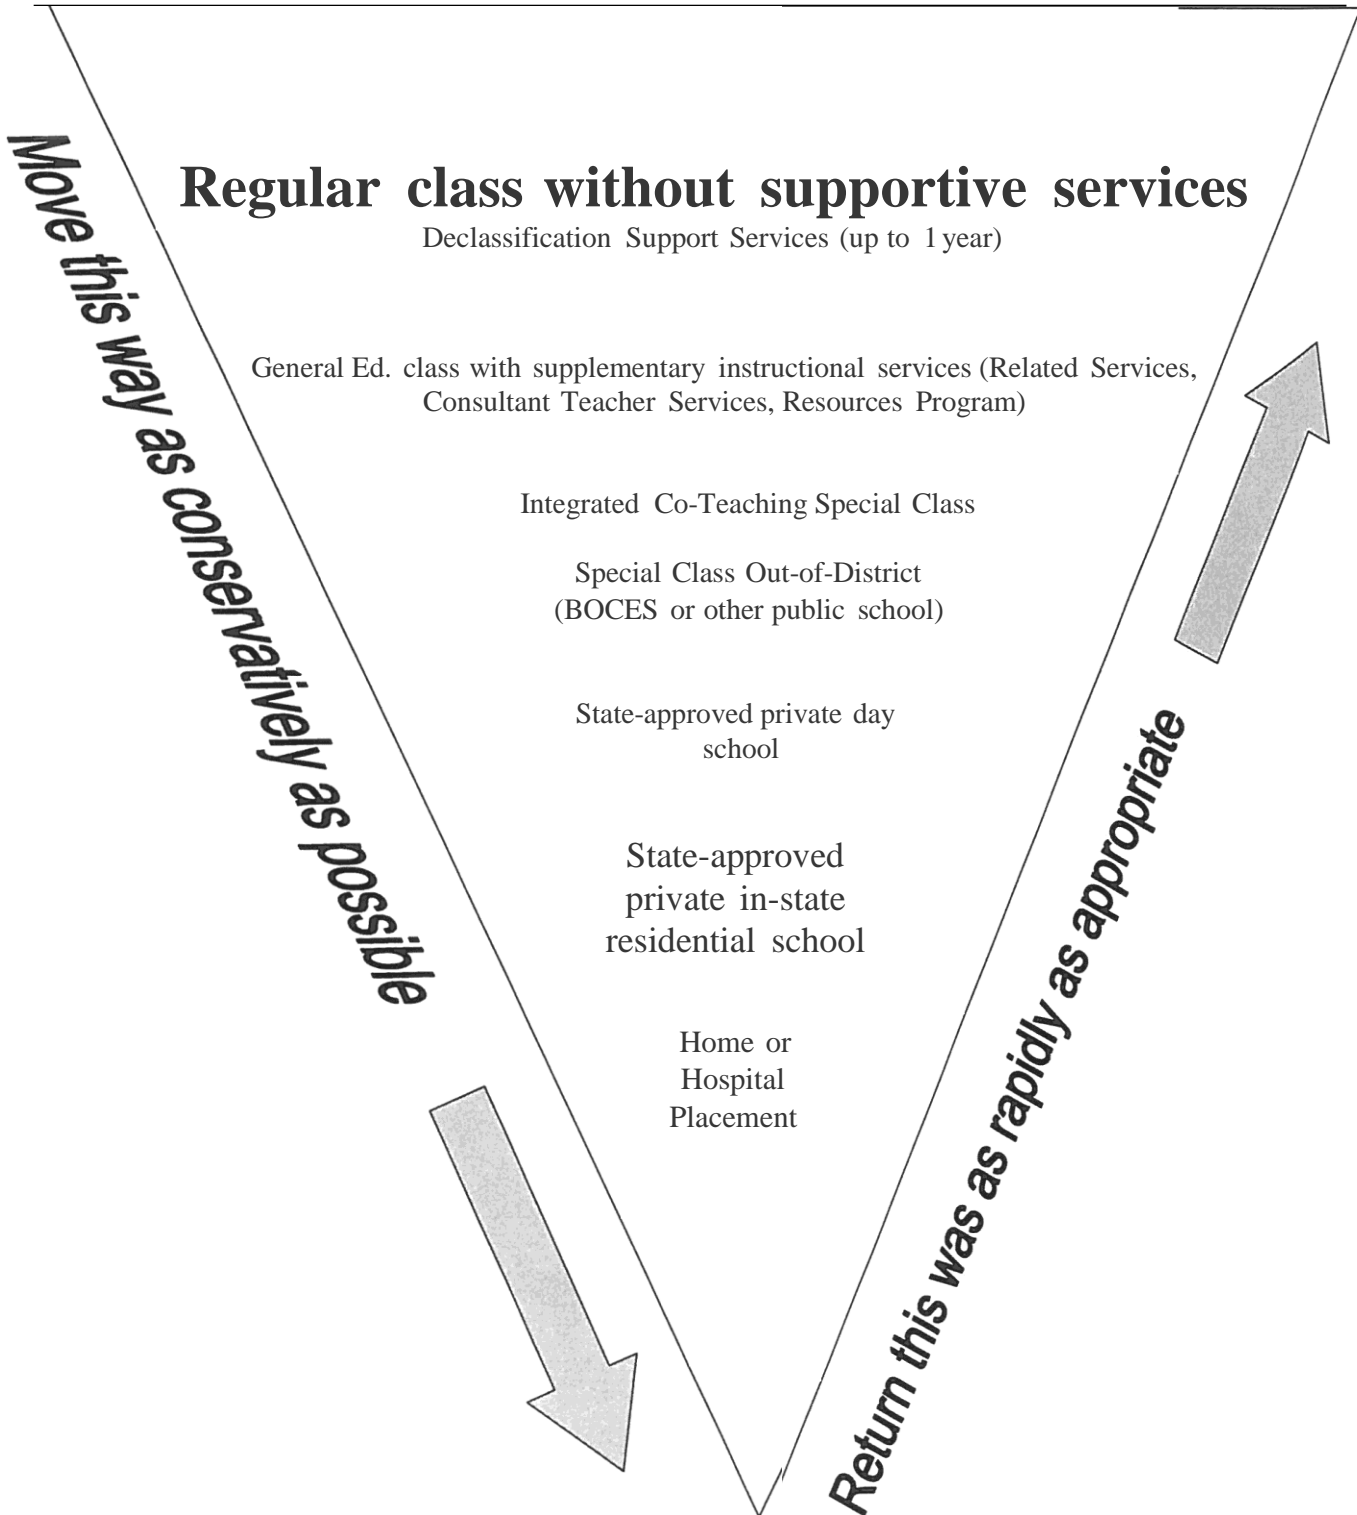 Regular class without supportive services
Declassification Support Services (up to 1 year)
General Ed. class with supplementary instructional services (Related Services,
Consultant Teacher Services, Resources Program)
Integrated Co-Teaching Special Class
Special Class Out-of-District
(BOCES or other public school)
State-approved private day
school
State-approved
private in-state
residential school
Home or
Hospital
Placement
Move this way as conservatively as possible
Return this was as rapidly as appropriate